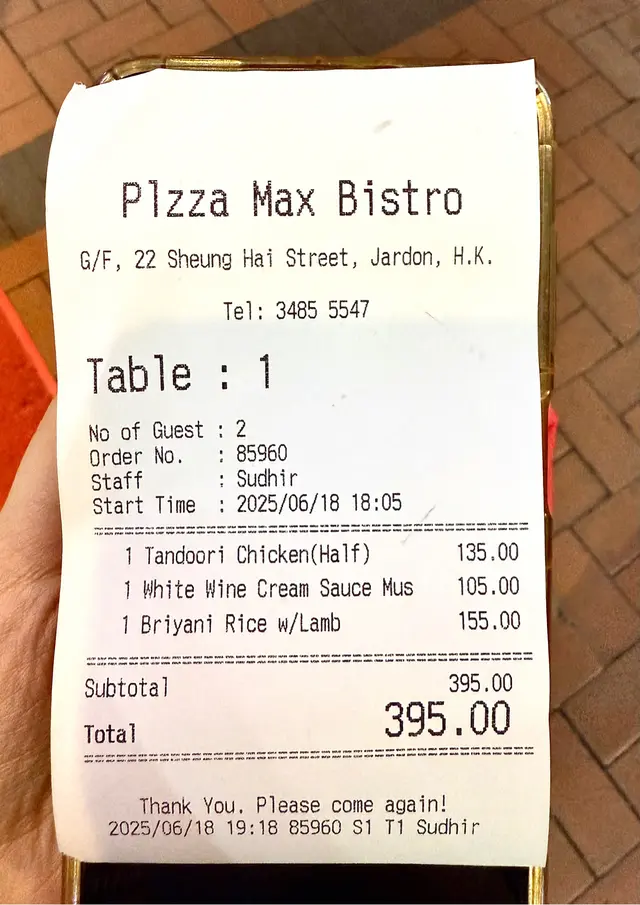 Plzza Max Bistro
G/F, 22 Sheung Hai Street, Jardon, H.K.
Tel: 3485 5547
Table : 1
No of Guest : 2
Order No. : 85960
Staff : Sudhir
Start Time : 2025/06/18 18:05
1 Tandoori Chicken(Half) 135.00
1 White Wine Cream Sauce Mus 105.00
1 Briyani Rice w/Lamb 155.00
Subtotal 395.00
Total 395.00
Thank You. Please come again!
2025/06/18 19:18 85960 S1 T1 Sudhir